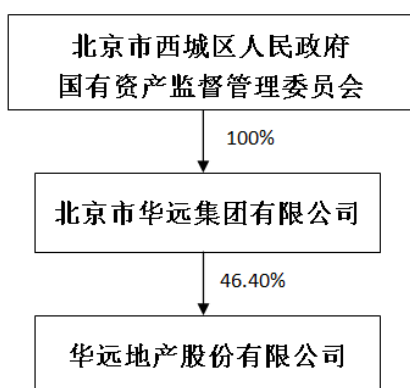 北京市西城区人民政府
国有资产监督管理委员会
100%
北京市华远集团有限公司
46.40%
华远地产股份有限公司